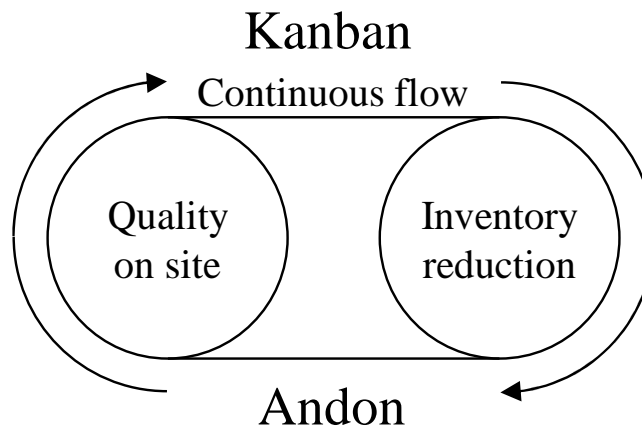 Kanban
Continuous flow
Quality
on site
Inventory
reduction
Andon